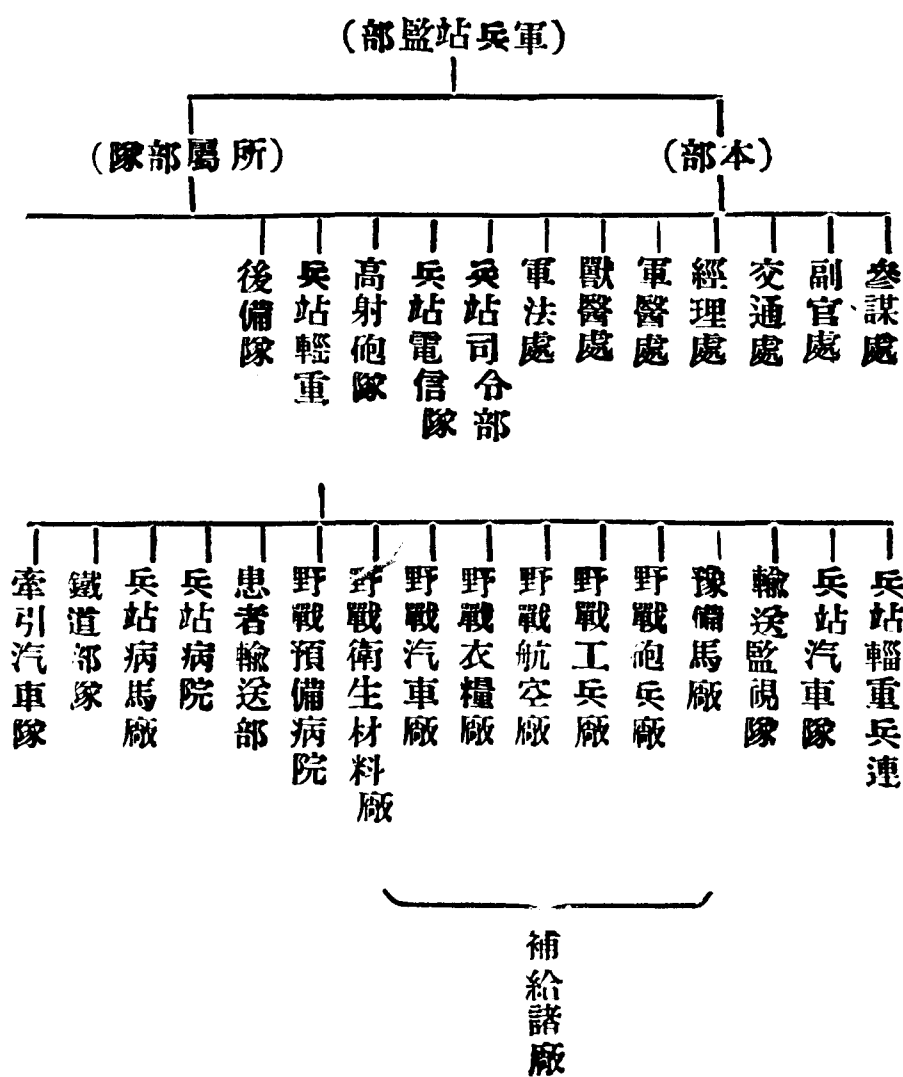 (軍兵站監部)
(本部)
(所屬部隊)
參謀處
副官處
交通處
經理處
軍醫處
獸醫處
軍法處
兵站司令部
兵站電信隊
高射砲隊
兵站輕重
後備隊
兵站輜重兵連
兵站汽車隊
輸送監視隊
豫備馬廠
野戰砲兵廠
野戰工兵廠
野戰航空廠
野戰衣糧廠
野戰汽車廠
野戰衛生材料廠
野戰預備病院
患者輸送部
兵站病院
兵站病馬廠
鐵道部隊
牽引汽車隊
補給諸廠